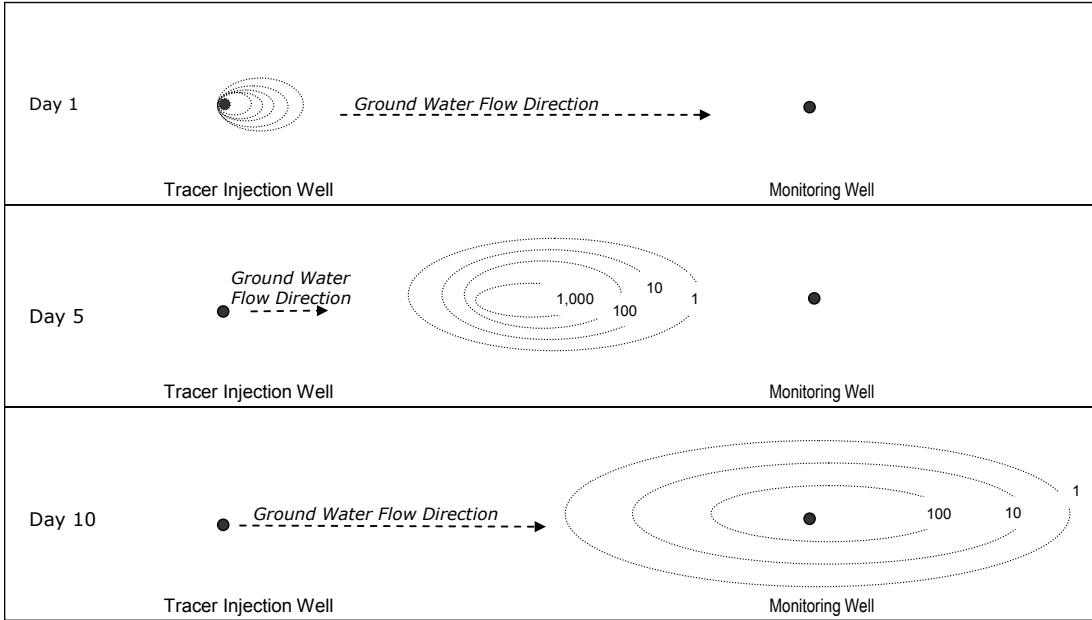 Day 1
Ground Water Flow Direction
Tracer Injection Well
Monitoring Well
Day 5
Ground Water
Flow Direction
1,000
100
10
1
Tracer Injection Well
Monitoring Well
Day 10
Ground Water Flow Direction
100
10
1
Tracer Injection Well
Monitoring Well